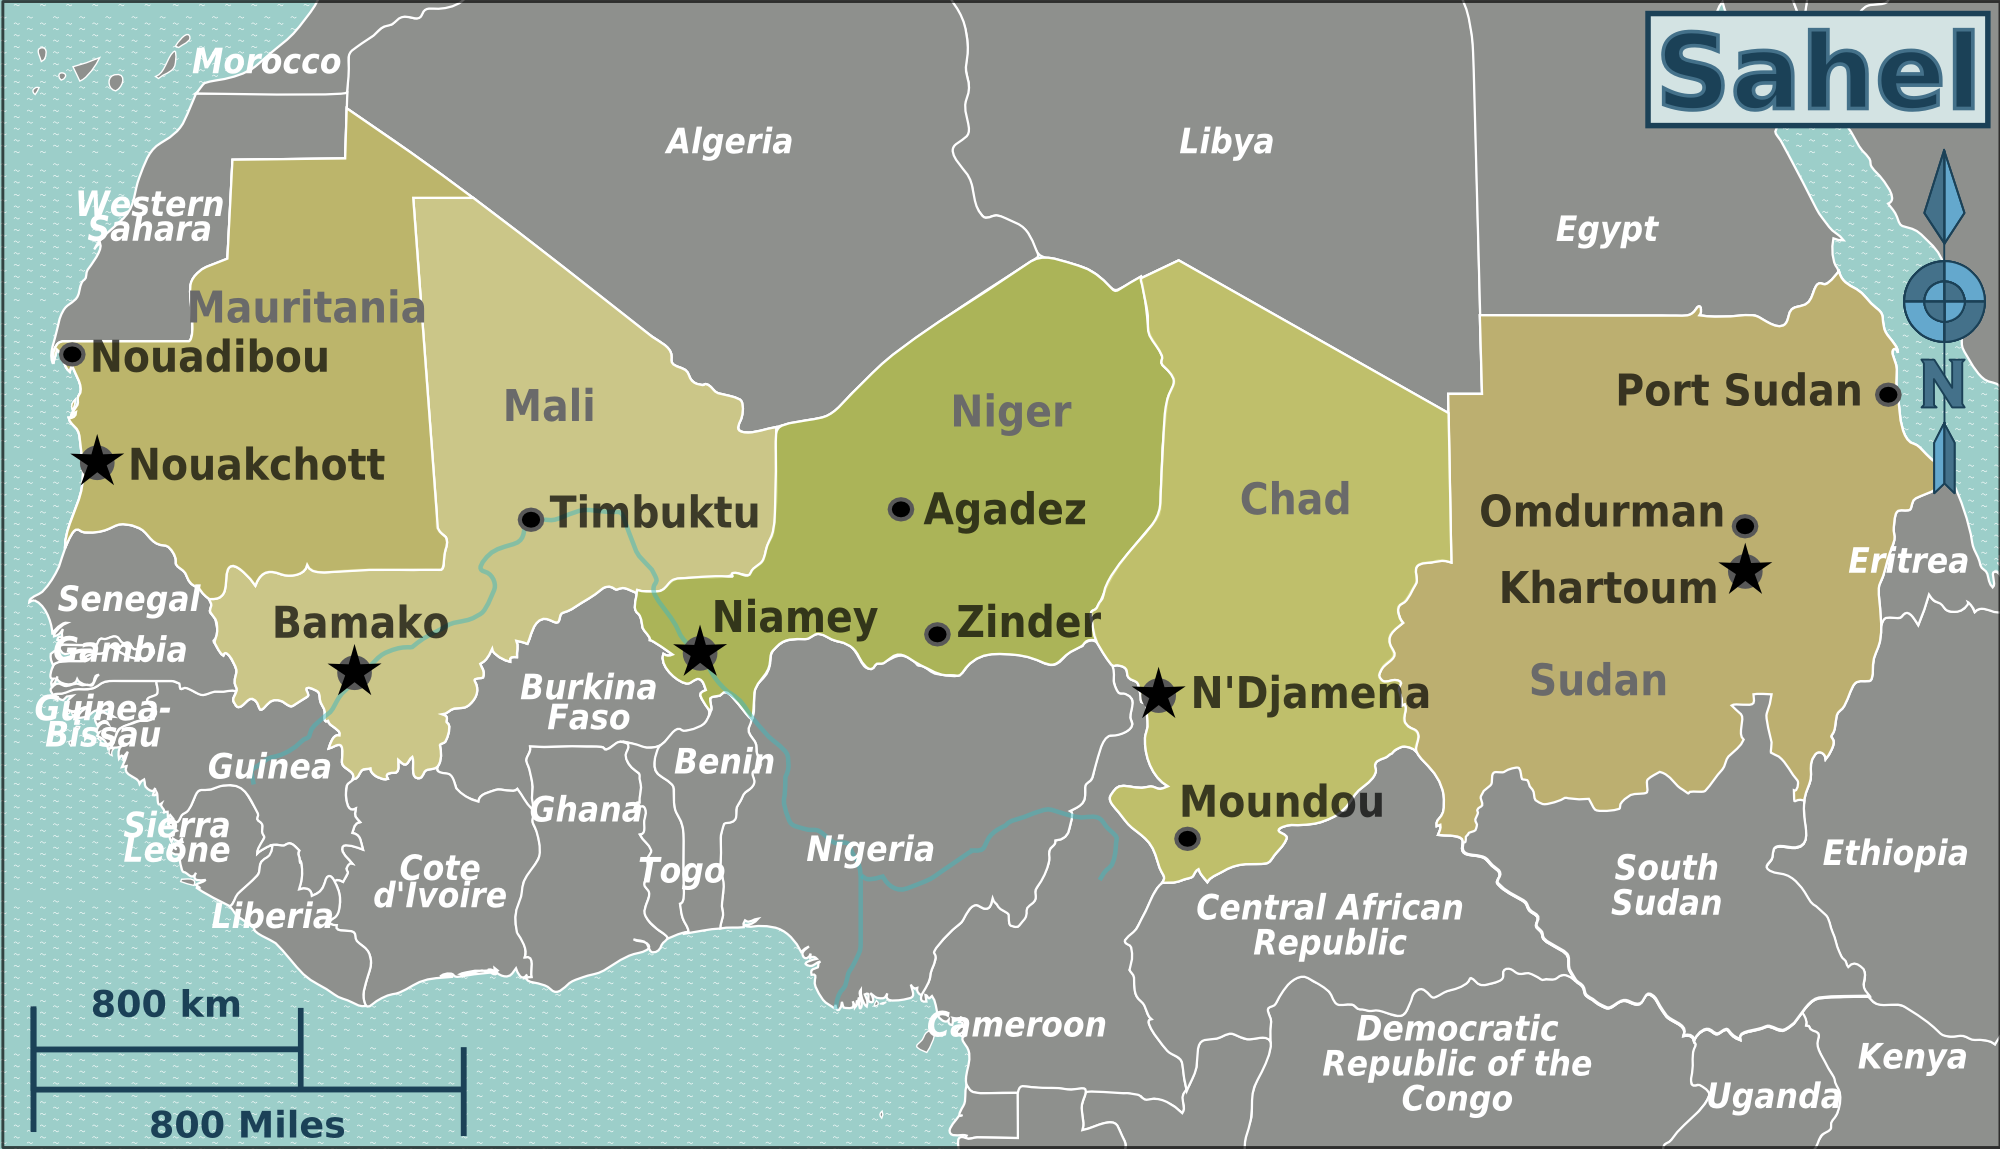 Sahel
Morocco
Algeria
Libya
Western
Sahara
Egypt
Mauritania
Nouadibou
Mali
Niger
Port Sudan
N
Nouakchott
Timbuktu
Agadez
Chad
Omdurman
Khartoum
Eritrea
Senegal
Bamako
Niamey
Zinder
Gambia
Burkina
Faso
N'Djamena
Sudan
Guinea-
Bissau
Guinea
Benin
Ghana
Moundou
Sierra
Leone
Cote
d'Ivoire
Togo
Nigeria
South
Sudan
Ethiopia
Liberia
Central African
Republic
800 km
Cameroon
Democratic
Republic of the
Congo
Kenya
Uganda
800 Miles